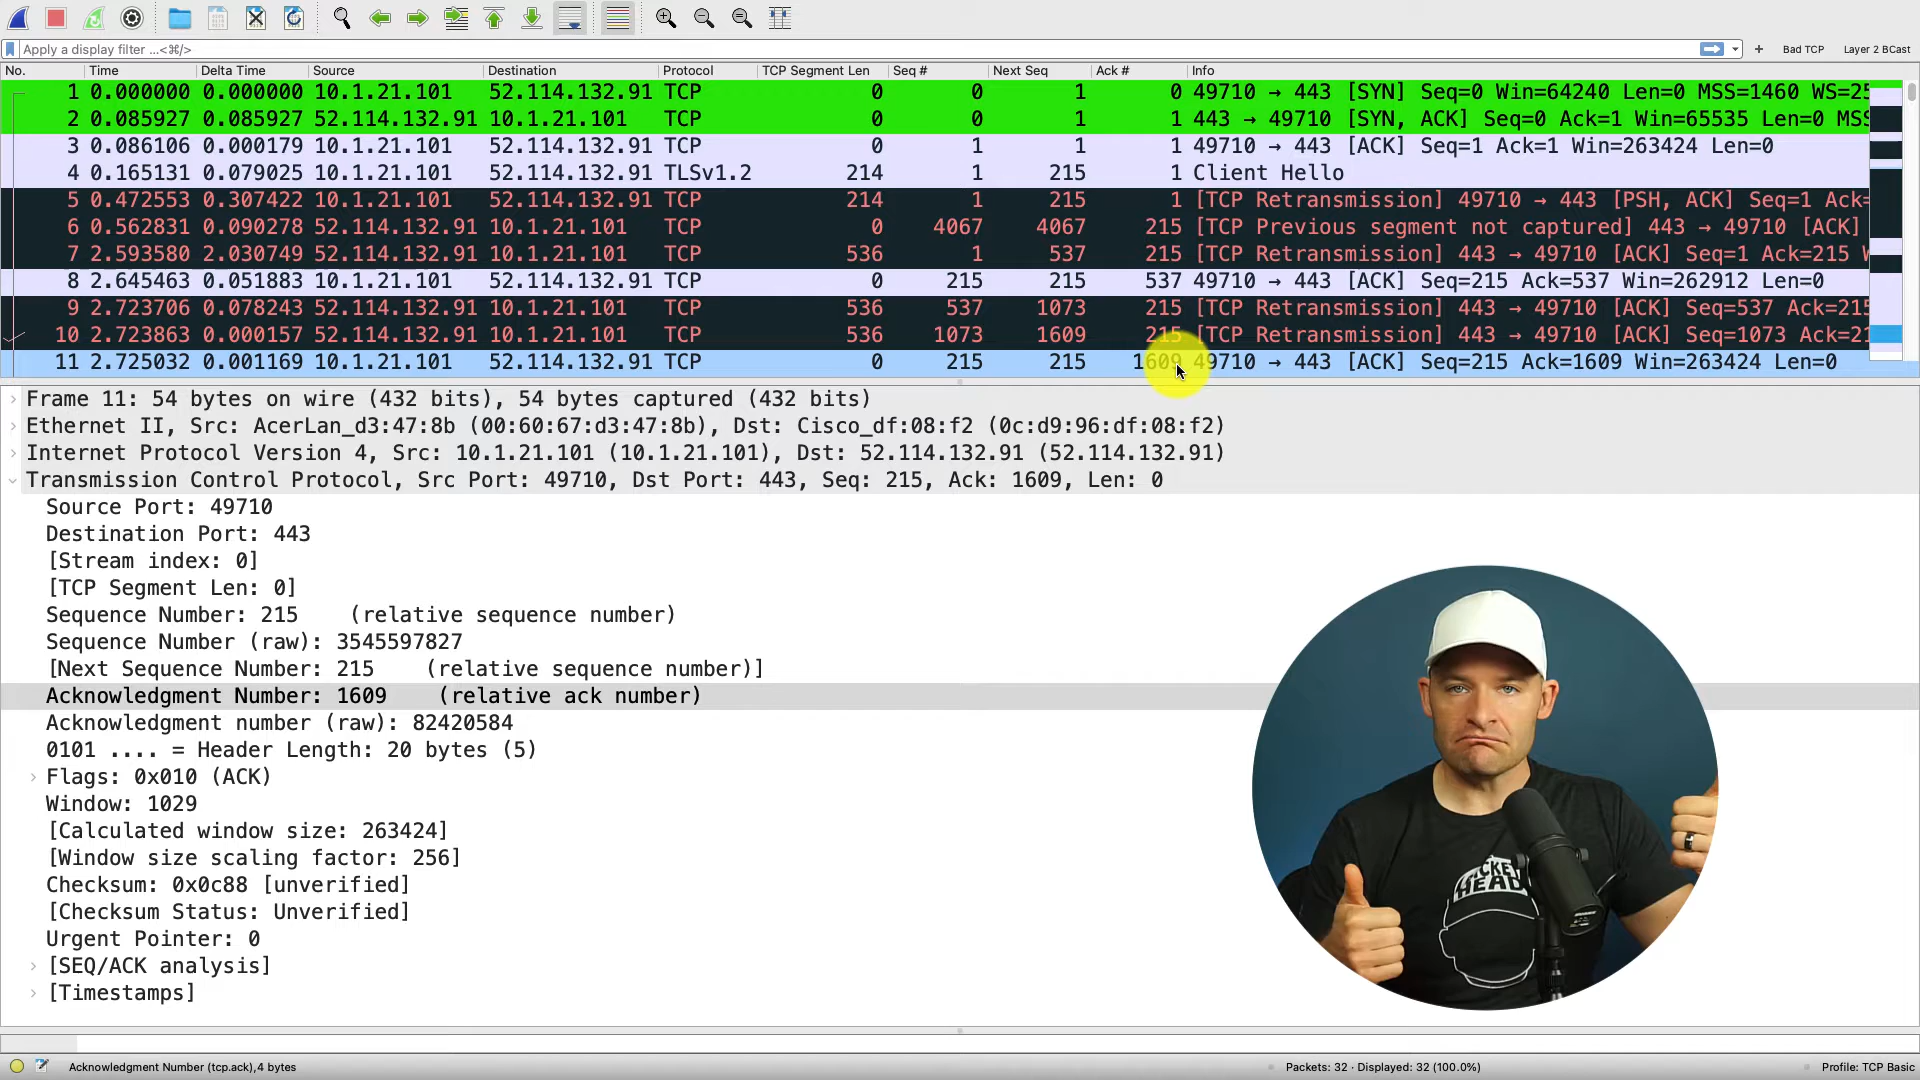 Apply a display filter ...<⌘/>
+ Bad TCP Layer 2 BCast
No. Time Delta Time Source Destination Protocol TCP Segment Len Seq # Next Seq Ack # Info
1 0.000000 0.000000 10.1.21.101 52.114.132.91 TCP 0 0 1 0 49710 → 443 [SYN] Seq=0 Win=64240 Len=0 MSS=1460 WS=25
2 0.085927 0.085927 52.114.132.91 10.1.21.101 TCP 0 0 1 1 443 → 49710 [SYN, ACK] Seq=0 Ack=1 Win=65535 Len=0 MSS
3 0.086106 0.000179 10.1.21.101 52.114.132.91 TCP 0 1 1 1 49710 → 443 [ACK] Seq=1 Ack=1 Win=263424 Len=0
4 0.165131 0.079025 10.1.21.101 52.114.132.91 TLSv1.2 214 1 215 1 Client Hello
5 0.472553 0.307422 10.1.21.101 52.114.132.91 TCP 214 1 215 1 [TCP Retransmission] 49710 → 443 [PSH, ACK] Seq=1 Ack=
6 0.562831 0.090278 52.114.132.91 10.1.21.101 TCP 0 4067 4067 215 [TCP Previous segment not captured] 443 → 49710 [ACK]
7 2.593580 2.030749 52.114.132.91 10.1.21.101 TCP 536 1 537 215 [TCP Retransmission] 443 → 49710 [ACK] Seq=1 Ack=215 W
8 2.645463 0.051883 10.1.21.101 52.114.132.91 TCP 0 215 215 537 49710 → 443 [ACK] Seq=215 Ack=537 Win=262912 Len=0
9 2.723706 0.078243 52.114.132.91 10.1.21.101 TCP 536 537 1073 215 [TCP Retransmission] 443 → 49710 [ACK] Seq=537 Ack=215
10 2.723863 0.000157 52.114.132.91 10.1.21.101 TCP 536 1073 1609 215 [TCP Retransmission] 443 → 49710 [ACK] Seq=1073 Ack=21
11 2.725032 0.001169 10.1.21.101 52.114.132.91 TCP 0 215 215 1609 49710 → 443 [ACK] Seq=215 Ack=1609 Win=263424 Len=0
Frame 11: 54 bytes on wire (432 bits), 54 bytes captured (432 bits)
Ethernet II, Src: AcerLan_d3:47:8b (00:60:67:d3:47:8b), Dst: Cisco_df:08:f2 (0c:d9:96:df:08:f2)
Internet Protocol Version 4, Src: 10.1.21.101 (10.1.21.101), Dst: 52.114.132.91 (52.114.132.91)
Transmission Control Protocol, Src Port: 49710, Dst Port: 443, Seq: 215, Ack: 1609, Len: 0
Source Port: 49710
Destination Port: 443
[Stream index: 0]
[TCP Segment Len: 0]
Sequence Number: 215 (relative sequence number)
Sequence Number (raw): 3545597827
[Next Sequence Number: 215 (relative sequence number)]
Acknowledgment Number: 1609 (relative ack number)
Acknowledgment number (raw): 82420584
0101 .... = Header Length: 20 bytes (5)
Flags: 0x010 (ACK)
Window: 1029
[Calculated window size: 263424]
[Window size scaling factor: 256]
Checksum: 0x0c88 [unverified]
[Checksum Status: Unverified]
Urgent Pointer: 0
[SEQ/ACK analysis]
[Timestamps]
HEAD
Acknowledgment Number (tcp.ack),4 bytes
Packets: 32 · Displayed: 32 (100.0%)
Profile: TCP Basic